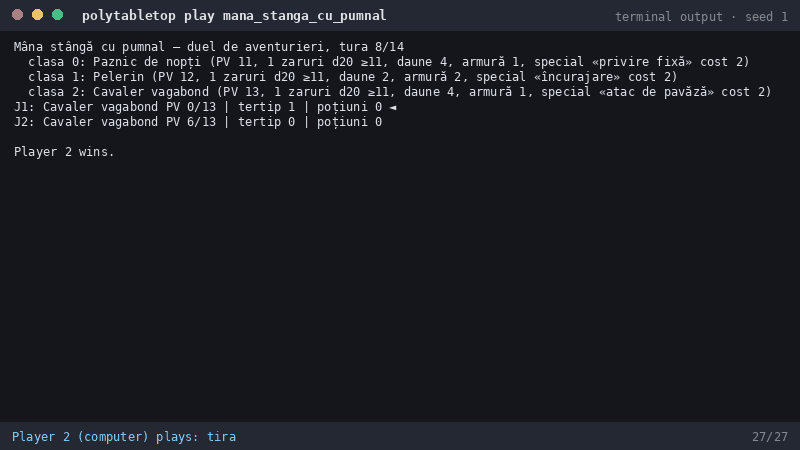 polytabletop play mana_stanga_cu_pumnal
terminal output · seed 1
Mâna stângă cu pumnal — duel de aventurieri, tura 8/14
clasa 0: Paznic de nopți (PV 11, 1 zaruri d20 ≥11, daune 4, armură 1, special «privire fixă» cost 2)
clasa 1: Pelerin (PV 12, 1 zaruri d20 ≥11, daune 2, armură 2, special «încurajare» cost 2)
clasa 2: Cavaler vagabond (PV 13, 1 zaruri d20 ≥11, daune 4, armură 1, special «atac de pavăză» cost 2)
J1: Cavaler vagabond PV 0/13 | tertip 1 | poțiuni 0 ◄
J2: Cavaler vagabond PV 6/13 | tertip 0 | poțiuni 0
Player 2 wins.
Player 2 (computer) plays: tira
27/27